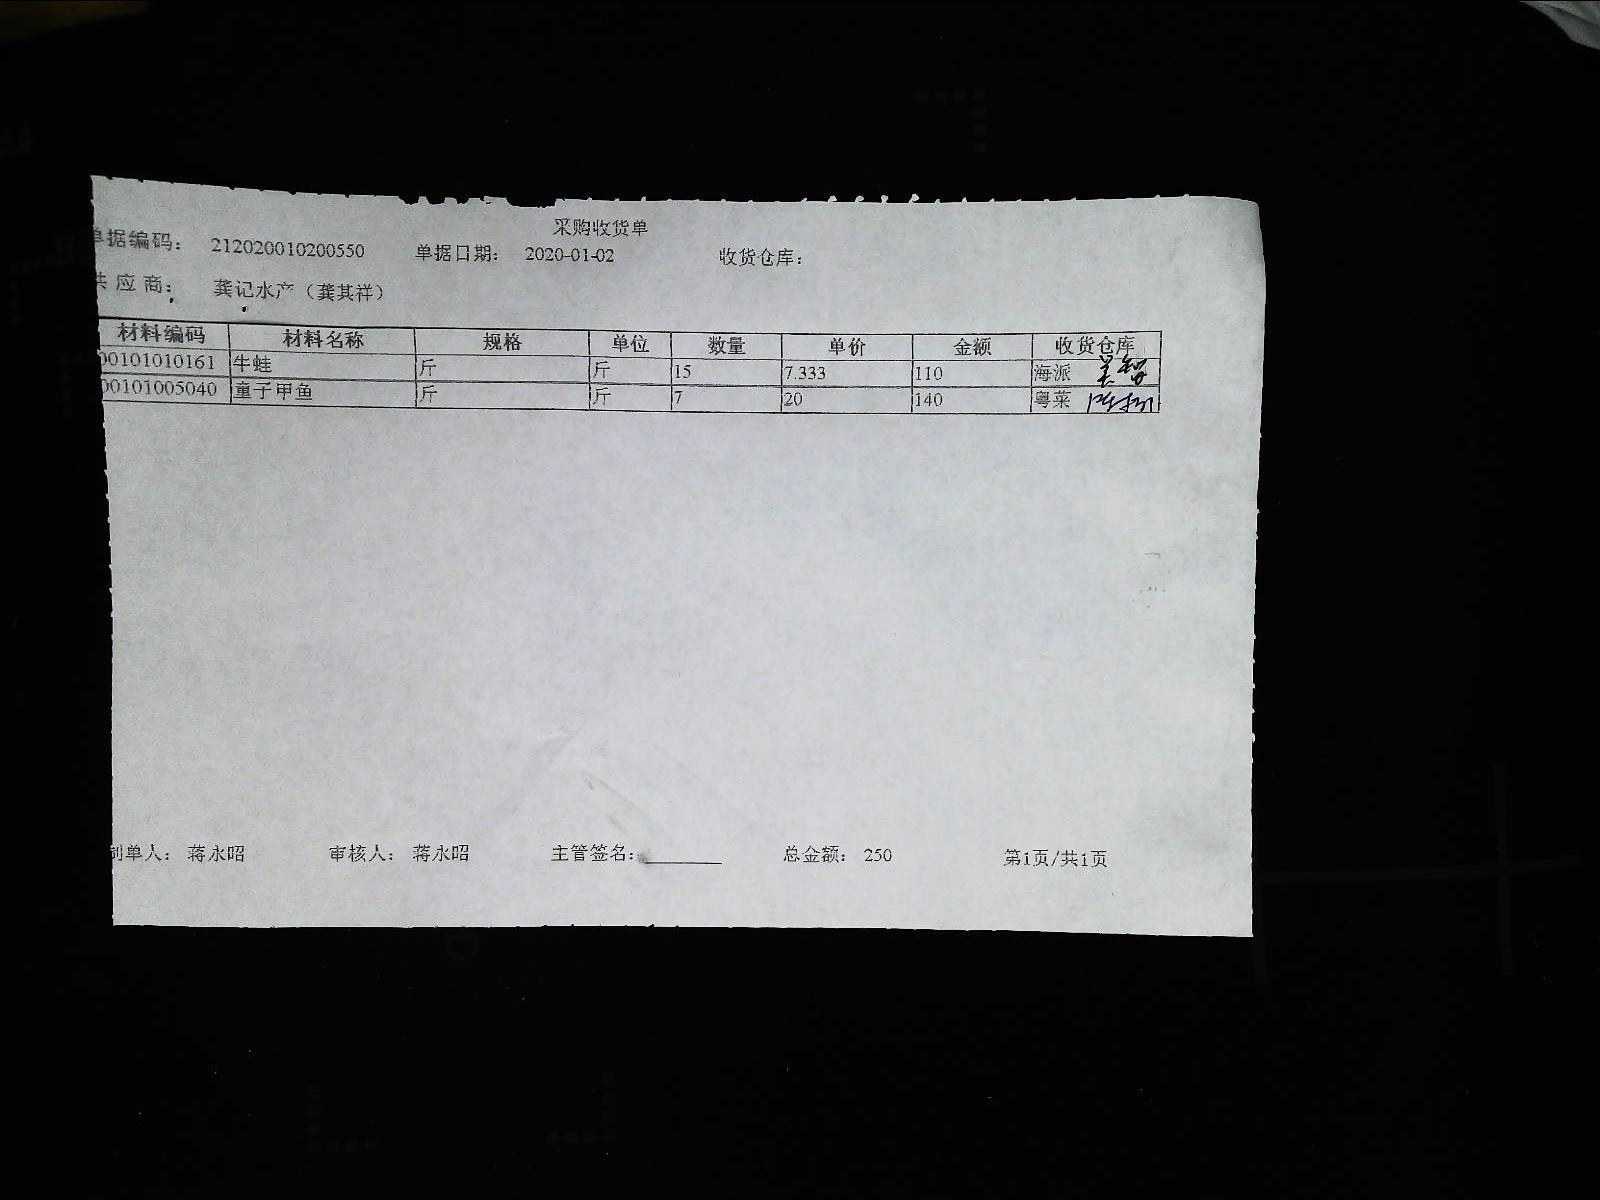 采购收货单
单据编码： 212020010200550 单据日期： 2020-01-02 收货仓库：
供应商： 龚记水产（龚其祥）
材料编码 材料名称 规格 单位 数量 单价 金额 收货仓库
00101010161 牛蛙 斤 斤 15 7.333 110 海派
00101005040 童子甲鱼 斤 斤 7 20 140 粤菜
制单人： 蒋永昭 审核人： 蒋永昭 主管签名： 总金额： 250 第1页/共1页